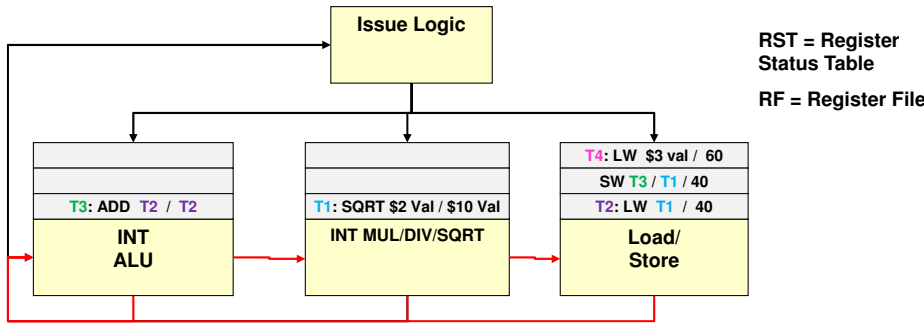 Issue Logic
RST = Register
Status Table
RF = Register File
T4: LW $3 val / 60
SW T3 / T1 / 40
T3: ADD T2 / T2
T1: SQRT $2 Val / $10 Val
T2: LW T1 / 40
INT
ALU
INT MUL/DIV/SQRT
Load/
Store